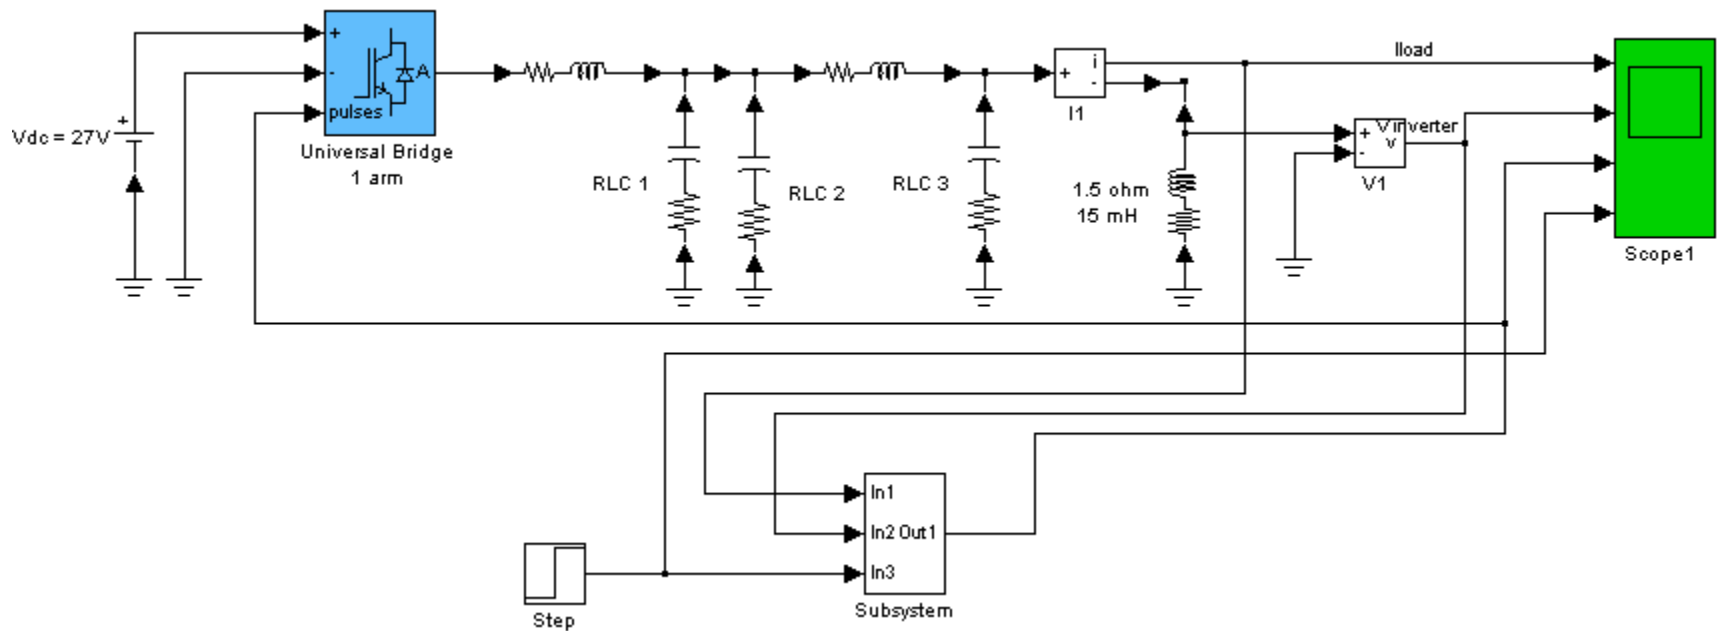 Iload
+
-
A
pulses
Vdc = 27V
+
Universal Bridge
1 arm
RLC 1
RLC 2
RLC 3
+
i
-
I1
1.5 ohm
15 mH
+
-
Vinverter
v
V1
Scope1
In1
In2 Out1
In3
Subsystem
Step